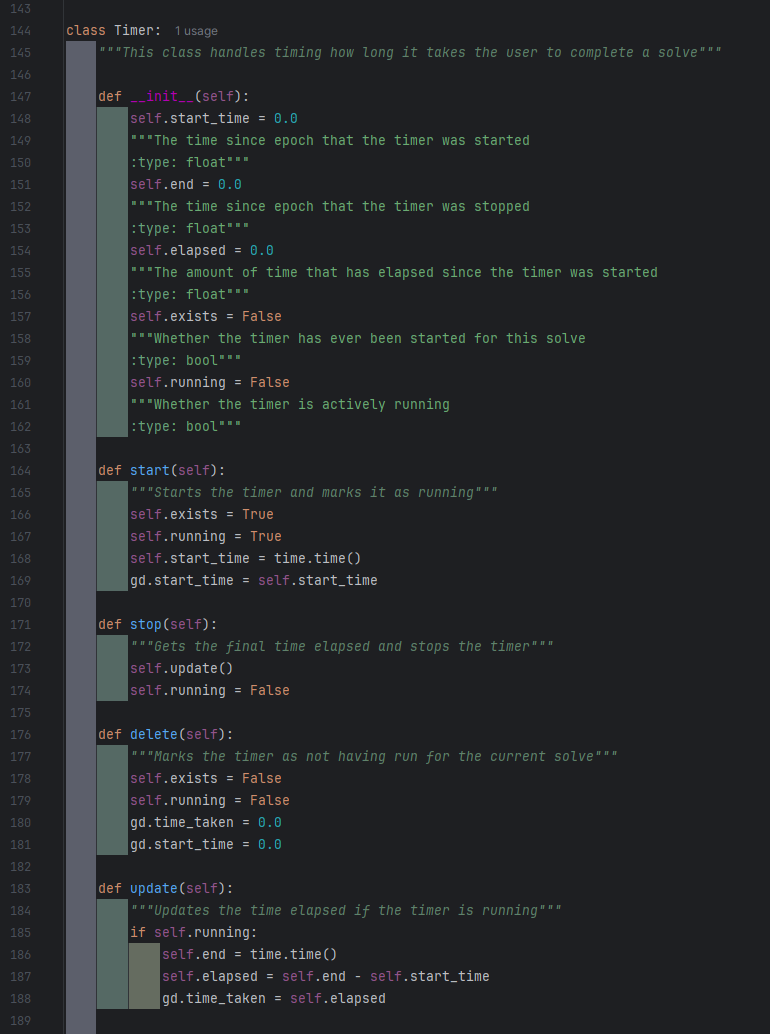 143
144 class Timer: 1 usage
145     """This class handles timing how long it takes the user to complete a solve"""
146
147     def __init__(self):
148         self.start_time = 0.0
149         """The time since epoch that the timer was started
150         :type: float"""
151         self.end = 0.0
152         """The time since epoch that the timer was stopped
153         :type: float"""
154         self.elapsed = 0.0
155         """The amount of time that has elapsed since the timer was started
156         :type: float"""
157         self.exists = False
158         """Whether the timer has ever been started for this solve
159         :type: bool"""
160         self.running = False
161         """Whether the timer is actively running
162         :type: bool"""
163
164     def start(self):
165         """Starts the timer and marks it as running"""
166         self.exists = True
167         self.running = True
168         self.start_time = time.time()
169         gd.start_time = self.start_time
170
171     def stop(self):
172         """Gets the final time elapsed and stops the timer"""
173         self.update()
174         self.running = False
175
176     def delete(self):
177         """Marks the timer as not having run for the current solve"""
178         self.exists = False
179         self.running = False
180         gd.time_taken = 0.0
181         gd.start_time = 0.0
182
183     def update(self):
184         """Updates the time elapsed if the timer is running"""
185         if self.running:
186             self.end = time.time()
187             self.elapsed = self.end - self.start_time
188             gd.time_taken = self.elapsed
189